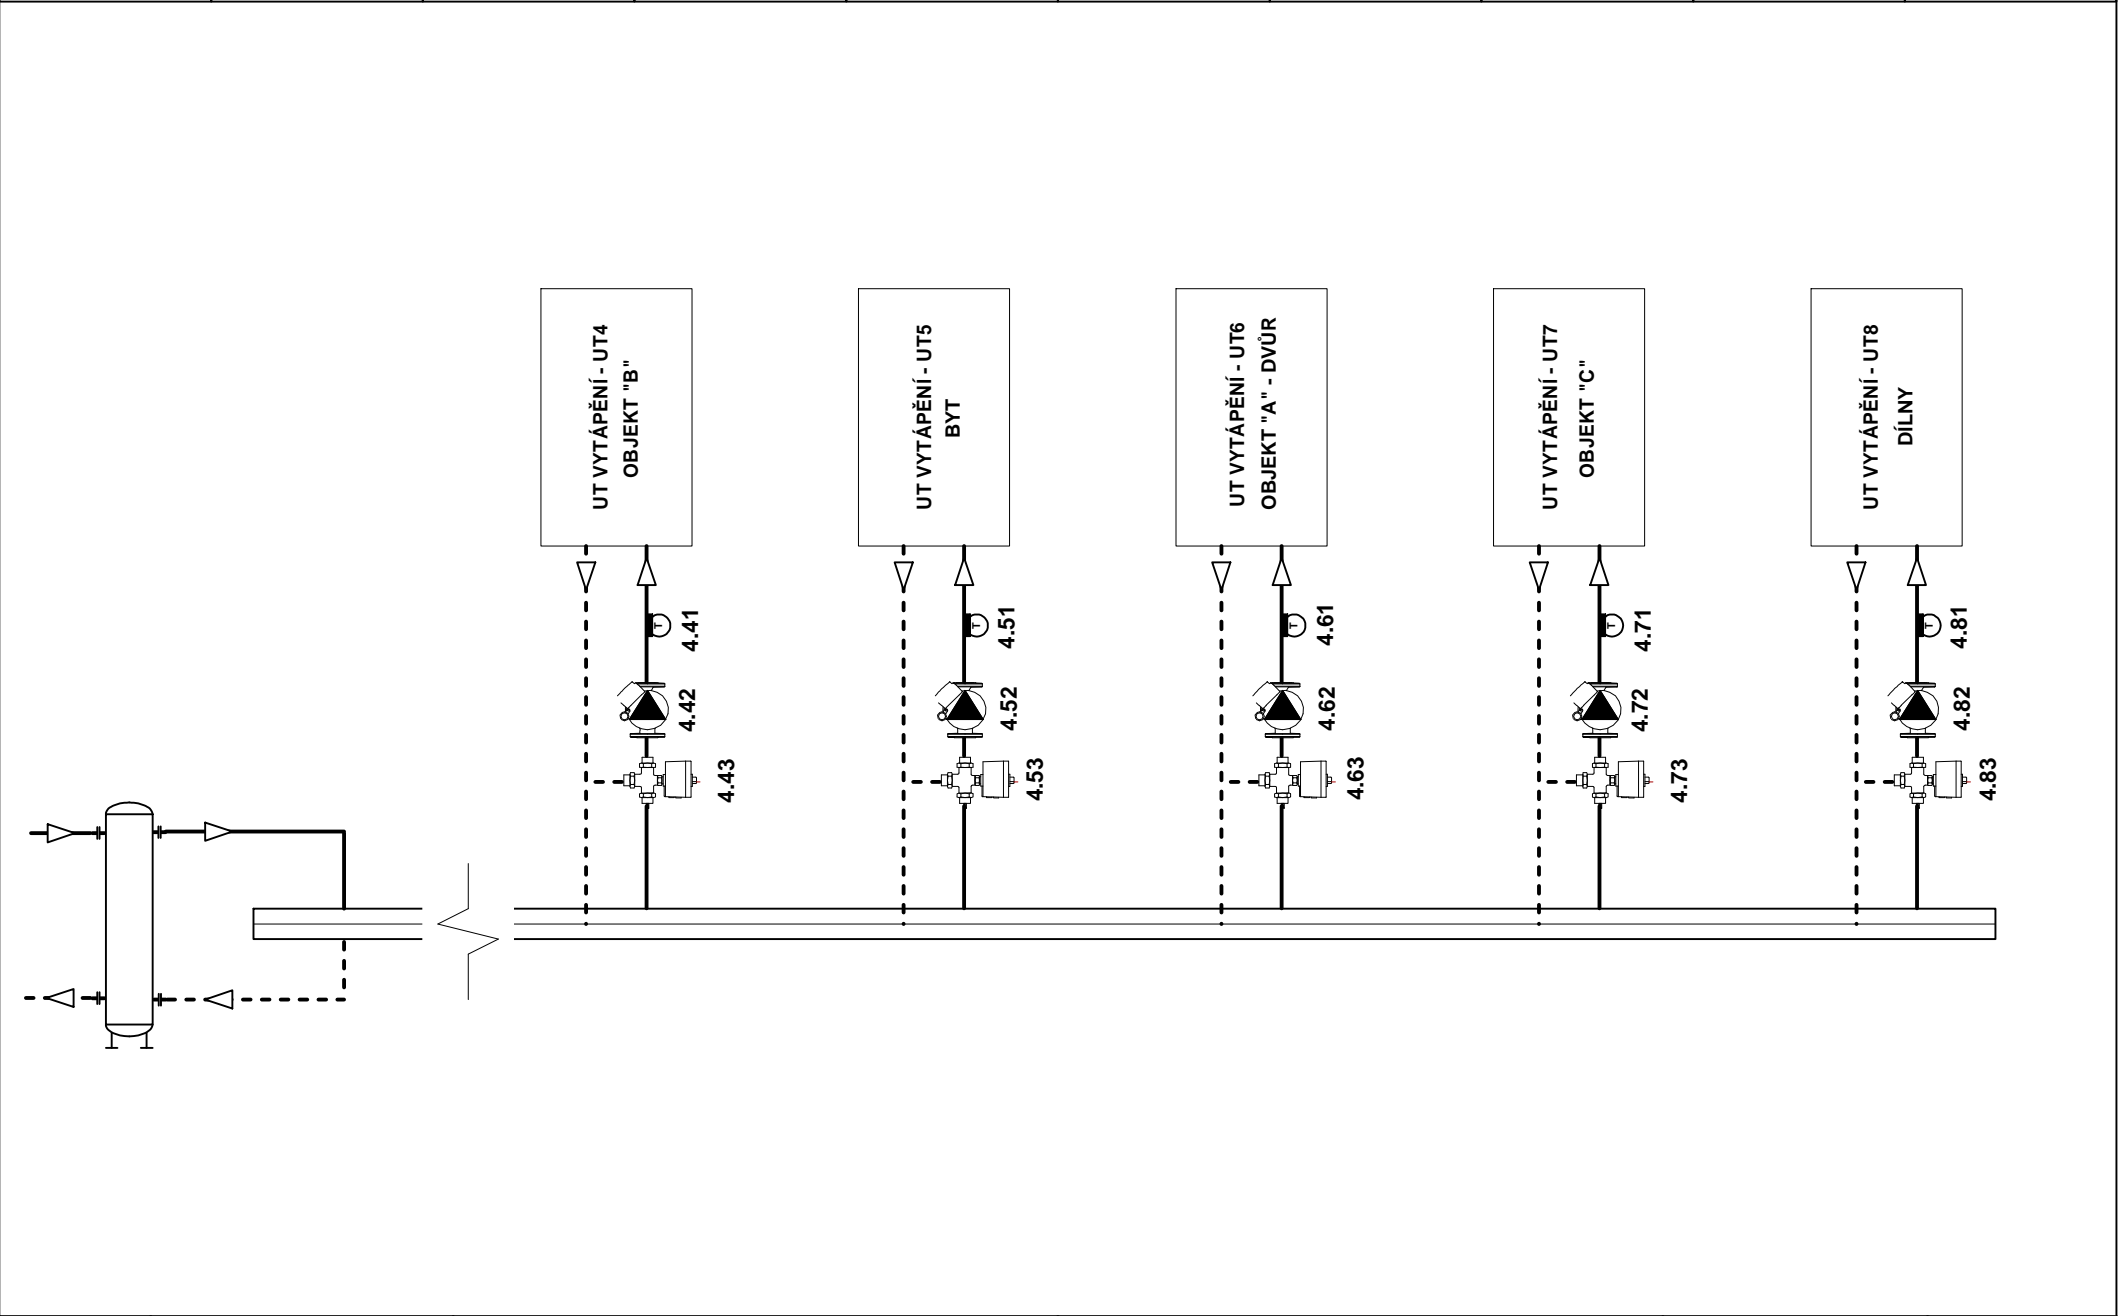 UT VYTÁPĚNÍ - UT4
OBJEKT "B"
4.41
4.42
4.43
UT VYTÁPĚNÍ - UT5
BYT
4.51
4.52
4.53
UT VYTÁPĚNÍ - UT6
OBJEKT "A" - DVŮR
4.61
4.62
4.63
UT VYTÁPĚNÍ - UT7
OBJEKT "C"
4.71
4.72
4.73
UT VYTÁPĚNÍ - UT8
DÍLNY
4.81
4.82
4.83
T
T
T
T
T